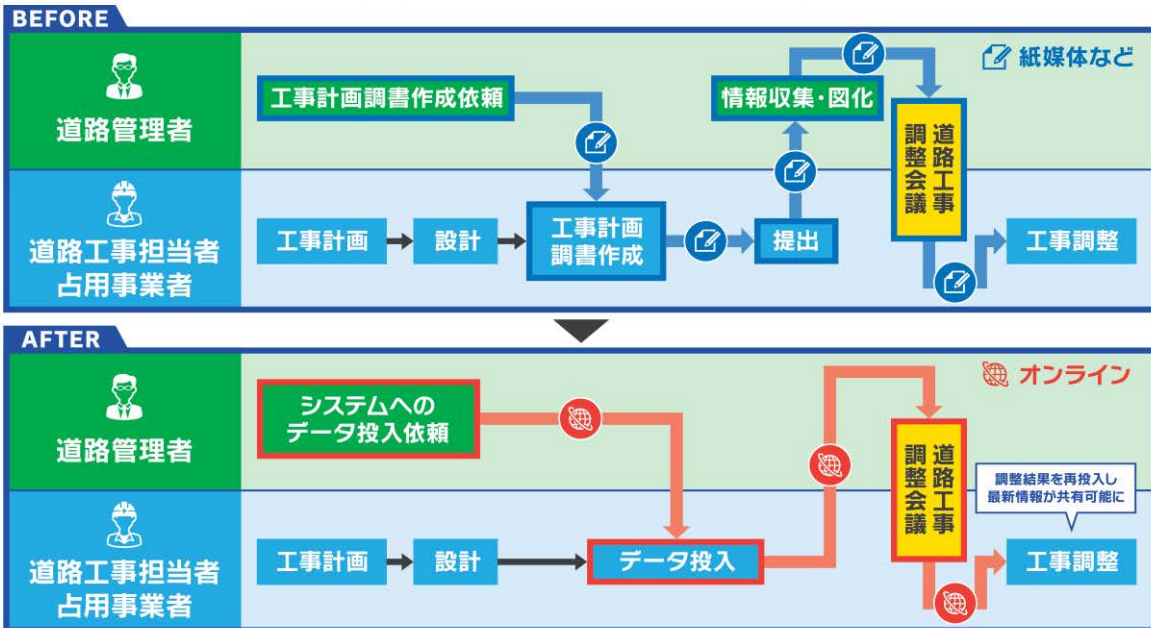 BEFORE
道路管理者
工事計画調書作成依頼
情報収集・図化
紙媒体など
道路工事
調整会議
道路工事担当者
占用事業者
工事計画
設計
工事計画
調書作成
提出
工事調整
AFTER
道路管理者
システムへの
データ投入依頼
オンライン
道路工事
調整会議
調整結果を再投入し
最新情報が共有可能に
道路工事担当者
占用事業者
工事計画
設計
データ投入
工事調整